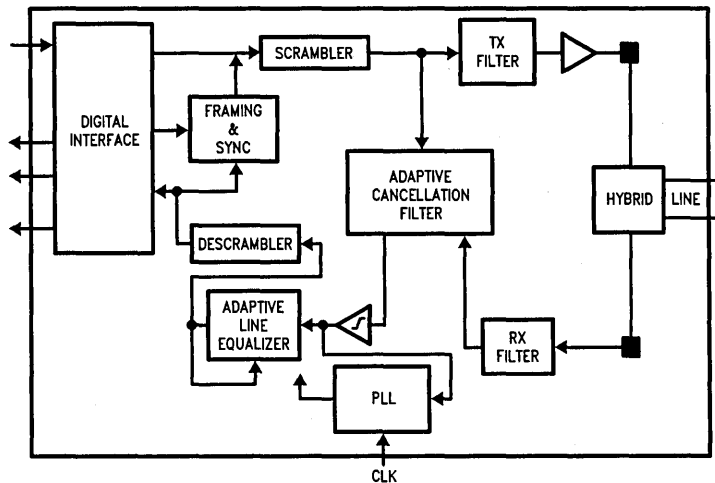 SCRAMBLER
TX
FILTER
DIGITAL
INTERFACE
FRAMING
&
SYNC
ADAPTIVE
CANCELLATION
FILTER
HYBRID
LINE
DESCRAMBLER
ADAPTIVE
LINE
EQUALIZER
RX
FILTER
PLL
CLK